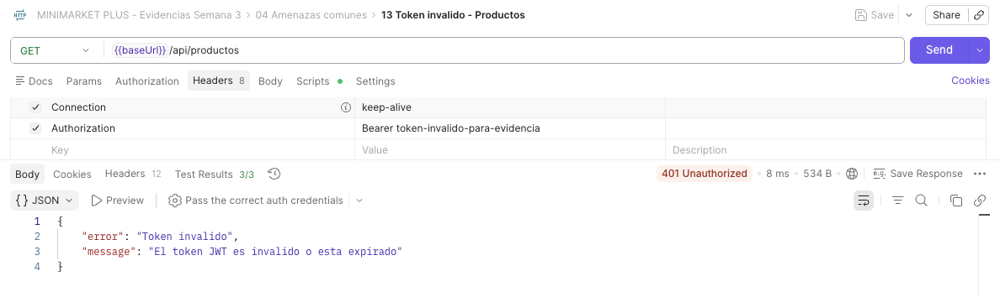 HTTP MINIMARKET PLUS - Evidencias Semana 3 > 04 Amenazas comunes > 13 Token invalido - Productos Save Share
GET {{baseUrl}}/api/productos Send
Docs Params Authorization Headers 8 Body Scripts Settings Cookies
Connection keep-alive
Authorization Bearer token-invalido-para-evidencia
Key Value Description
Body Cookies Headers 12 Test Results 3/3 401 Unauthorized • 8 ms • 534 B e.g. Save Response
{} JSON Preview Pass the correct auth credentials
1 {
2 "error": "Token invalido",
3 "message": "El token JWT es invalido o esta expirado"
4 }